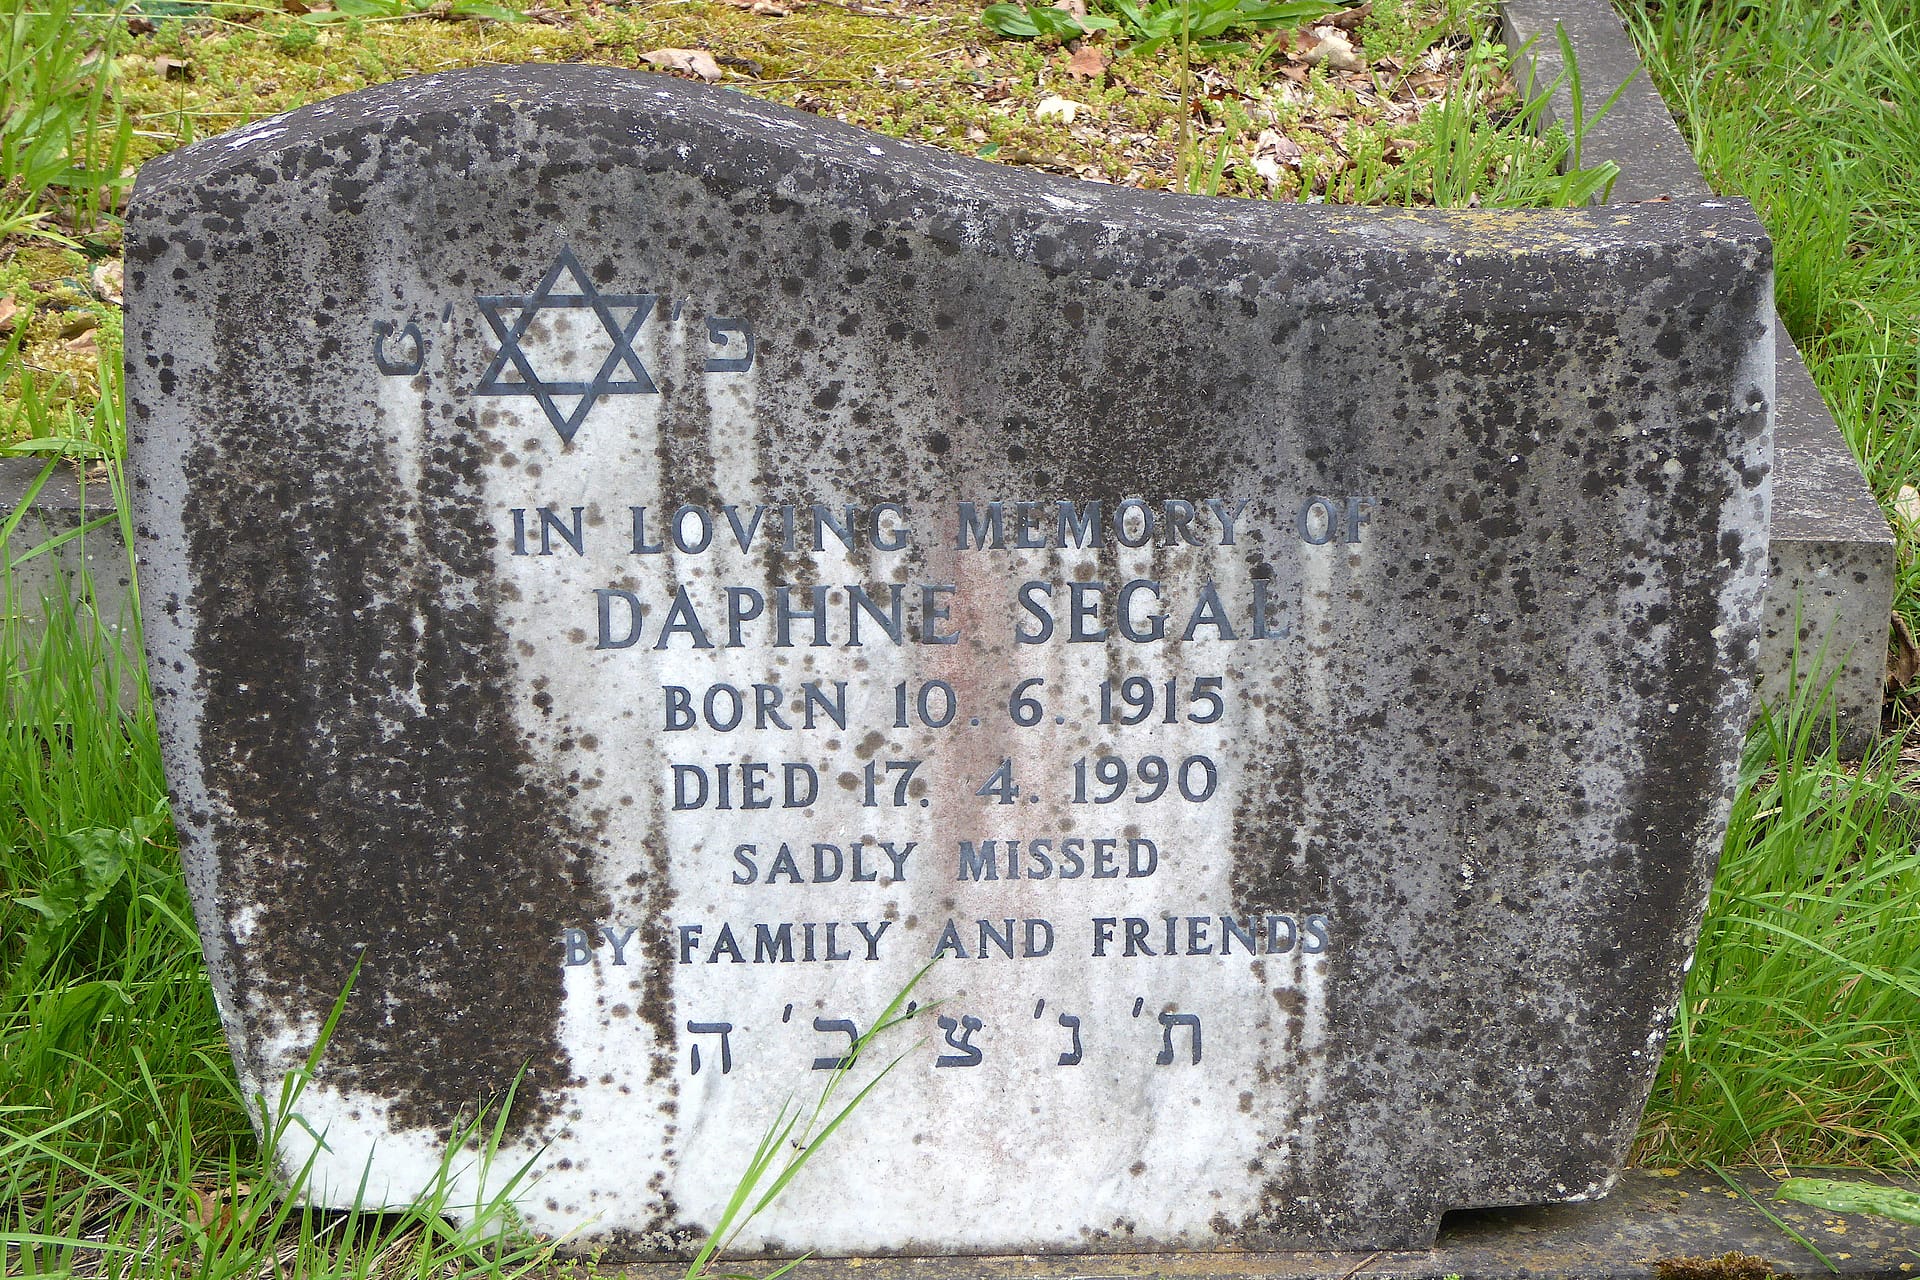 פ' ט'
IN LOVING MEMORY OF
DAPHNE SEGAL
BORN 10. 6. 1915
DIED 17. 4. 1990
SADLY MISSED
BY FAMILY AND FRIENDS
ת' נ' צ' ב' ה